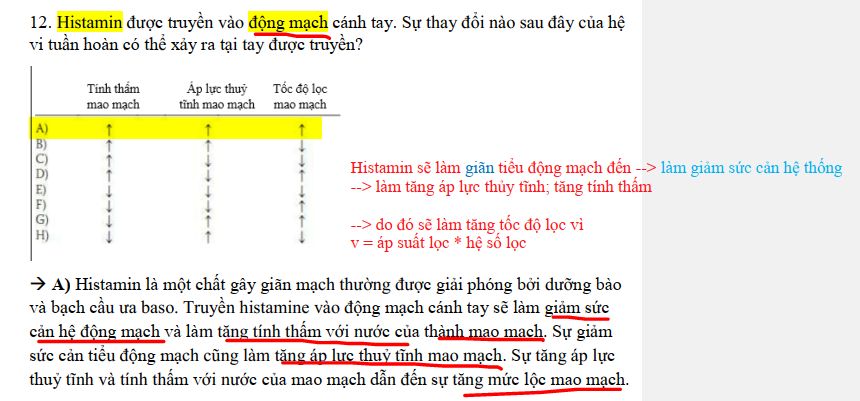 12. Histamin được truyền vào động mạch cánh tay. Sự thay đổi nào sau đây của hệ
vi tuần hoàn có thể xảy ra tại tay được truyền?
Tính thấm Áp lực thuỷ Tốc độ lọc
mao mạch tĩnh mao mạch mao mạch
A) ↑ ↑ ↑
B) ↑ ↑ ↓
C) ↑ ↓ ↓
D) ↑ ↓ ↑
E) ↓ ↓ ↓
F) ↓ ↓ ↑
G) ↓ ↑ ↑
H) ↓ ↑ ↓
Histamin sẽ làm giãn tiểu động mạch đến --> làm giảm sức cản hệ thống
--> làm tăng áp lực thủy tĩnh; tăng tính thấm
--> do đó sẽ làm tăng tốc độ lọc vì
v = áp suất lọc * hệ số lọc
→ A) Histamin là một chất gây giãn mạch thường được giải phóng bởi dưỡng bào
và bạch cầu ưa baso. Truyền histamine vào động mạch cánh tay sẽ làm giảm sức
cản hệ động mạch và làm tăng tính thấm với nước của thành mao mạch. Sự giảm
sức cản tiểu động mạch cũng làm tăng áp lực thuỷ tĩnh mao mạch. Sự tăng áp lực
thuỷ tĩnh và tính thấm với nước của mao mạch dẫn đến sự tăng mức lộc mao mạch.